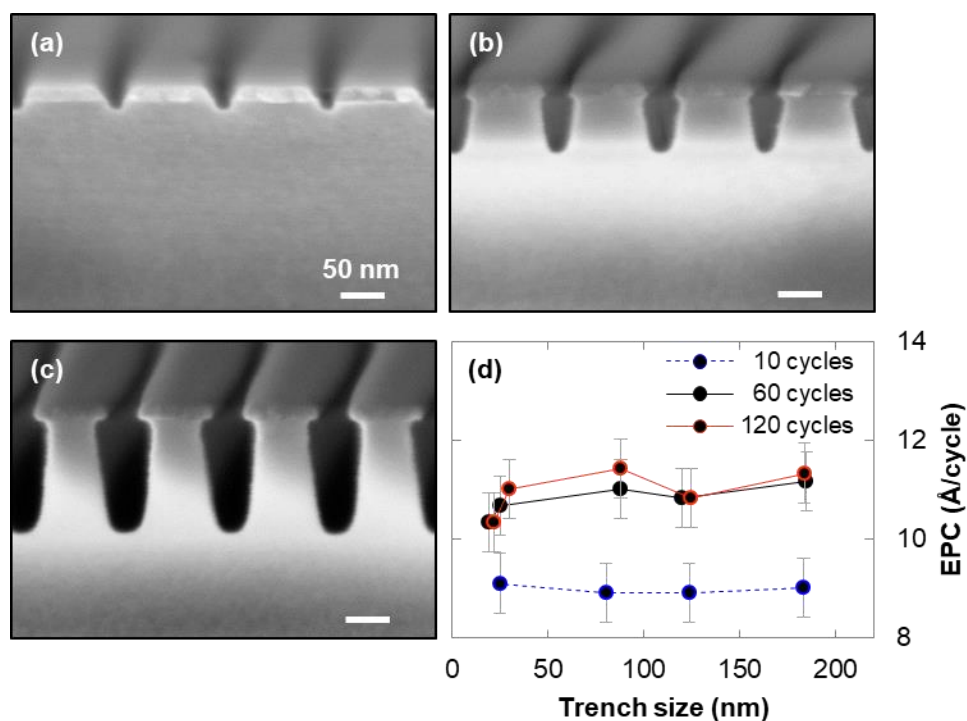 (a)
50 nm
(b)
(c)
(d)
10 cycles
60 cycles
120 cycles
14
12
10
8
EPC (Å/cycle)
0 50 100 150 200
Trench size (nm)